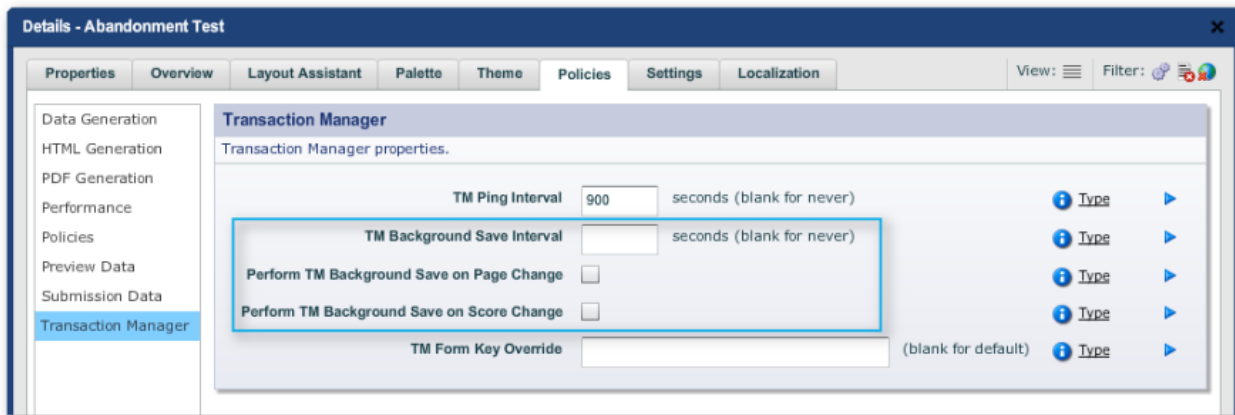 Details - Abandonment Test
Properties Overview Layout Assistant Palette Theme Policies Settings Localization View: Filter:
Data Generation
HTML Generation
PDF Generation
Performance
Policies
Preview Data
Submission Data
Transaction Manager
Transaction Manager
Transaction Manager properties.
TM Ping Interval 900 seconds (blank for never) Type
TM Background Save Interval seconds (blank for never) Type
Perform TM Background Save on Page Change Type
Perform TM Background Save on Score Change Type
TM Form Key Override (blank for default) Type